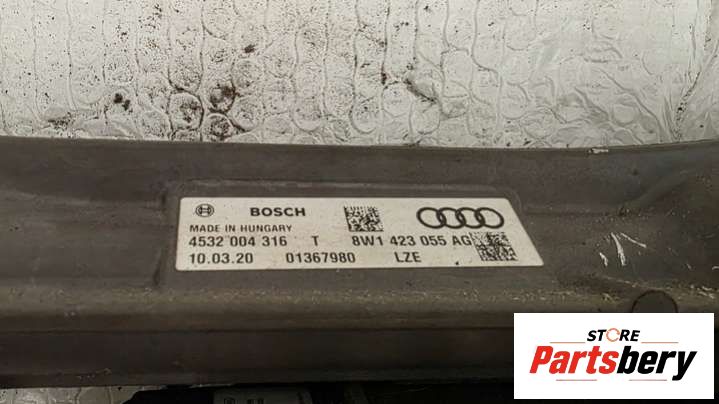 BOSCH
MADE IN HUNGARY
4532 004 316 T 8W1 423 055 AG
10.03.20 01367980 LZE
STORE
Partsbery